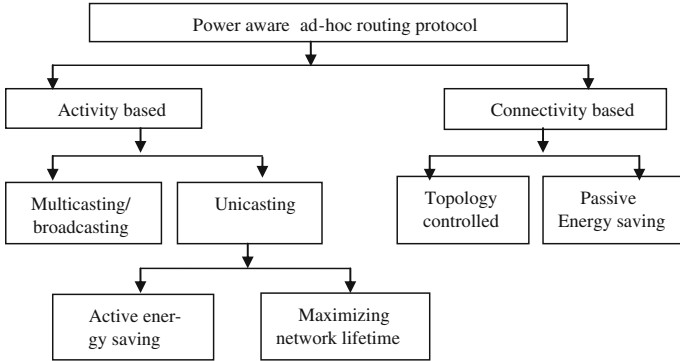 Power aware ad-hoc routing protocol
Activity based
Connectivity based
Multicasting/
broadcasting
Unicasting
Topology
controlled
Passive
Energy saving
Active ener-
gy saving
Maximizing
network lifetime